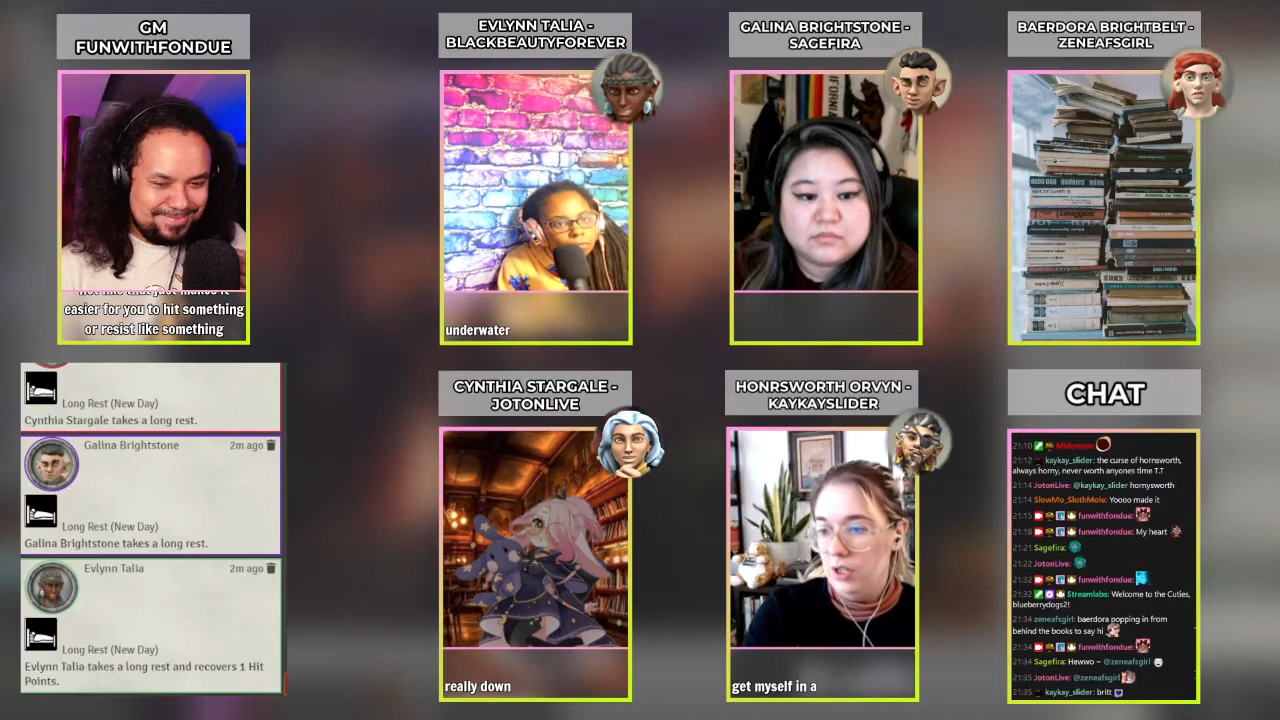 GM
FUNWITHFONDUE
easier for you to hit something
or resist like something
EVLYNN TALIA -
BLACKBEAUTYFOREVER
underwater
GALINA BRIGHTSTONE -
SAGEFIRA
BAERDORA BRIGHTBELT -
ZENEAFSGIRL
Long Rest (New Day)
Cynthia Stargale takes a long rest.
Galina Brightstone 2m ago
Long Rest (New Day)
Galina Brightstone takes a long rest.
Evlynn Talia 2m ago
Long Rest (New Day)
Evlynn Talia takes a long rest and recovers 1 Hit
Points.
CYNTHIA STARGALE -
JOTONLIVE
really down
HONRSWORTH ORVYN -
KAYKAYSLIDER
get myself in a
CHAT
21:10
21:12 kaykay_slider: the curse of hornsworth,
always horny, never worth anyones time T.T
21:14 JotonLive: @kaykay_slider hornysworth
21:14 SlowMo_SlothMole: Yoooo made it
21:15 funwithfondue:
21:18 funwithfondue: My heart
21:21 Sagefira:
21:22 JotonLive:
21:32 funwithfondue:
21:32 Streamlabs: Welcome to the Cuties,
blueberrydogs2!
21:34 zeneafsgirl: baerdora popping in from
behind the books to say hi
21:34 funwithfondue:
21:34 Sagefira: Hewwo ~ @zeneafsgirl
21:35 JotonLive: @zeneafsgirl
21:35 kaykay_slider: britt